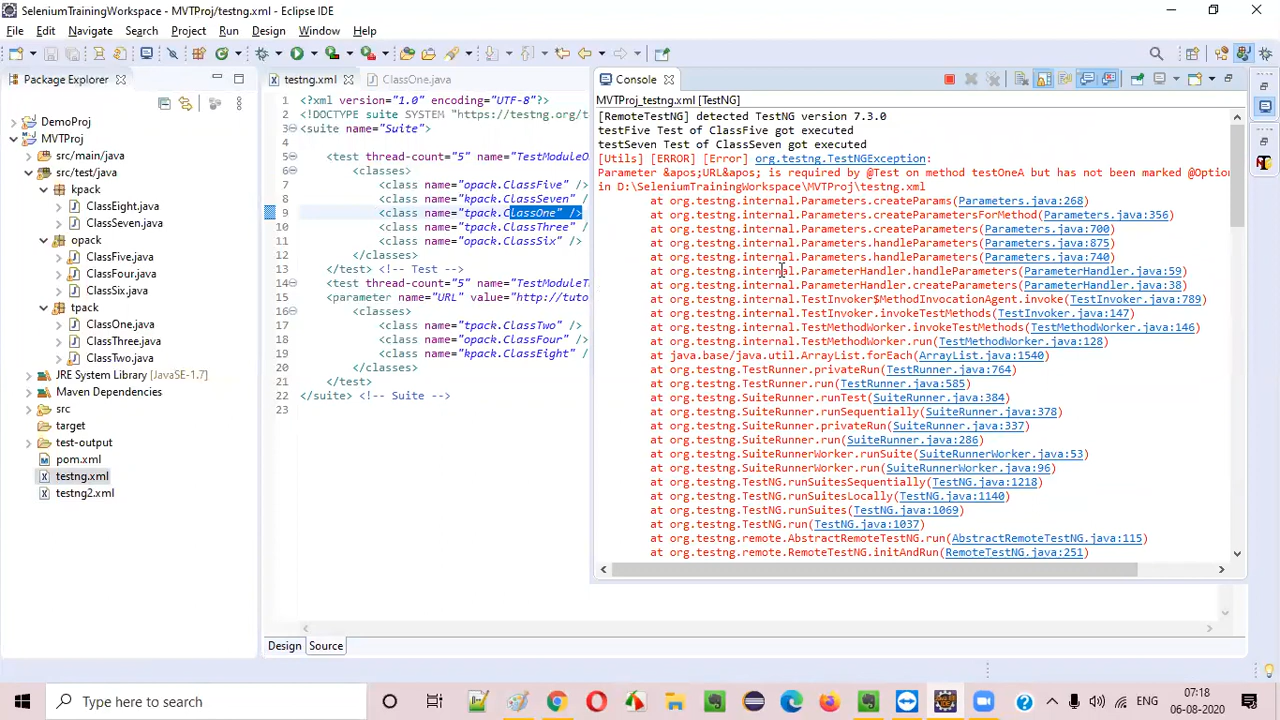 SeleniumTrainingWorkspace - MVTProj/testng.xml - Eclipse IDE
File Edit Navigate Search Project Run Design Window Help
Package Explorer
testng.xml
ClassOne.java
Console
MVTProj_testng.xml [TestNG]
DemoProj
MVTProj
src/main/java
src/test/java
kpack
ClassEight.java
ClassSeven.java
opack
ClassFive.java
ClassFour.java
ClassSix.java
tpack
ClassOne.java
ClassThree.java
ClassTwo.java
JRE System Library [JavaSE-1.7]
Maven Dependencies
src
target
test-output
pom.xml
testng.xml
testng2.xml
1 <?xml version="1.0" encoding="UTF-8"?>
2 <!DOCTYPE suite SYSTEM "https://testng.org/t
3 <suite name="Suite">
4
5 <test thread-count="5" name="TestModuleO
6 <classes>
7 <class name="opack.ClassFive" />
8 <class name="kpack.ClassSeven" /
9 <class name="tpack.ClassOne" />
10 <class name="tpack.ClassThree" /
11 <class name="opack.ClassSix" />
12 </classes>
13 </test> <!-- Test -->
14 <test thread-count="5" name="TestModuleT
15 <parameter name="URL" value="http://tuto
16 <classes>
17 <class name="tpack.ClassTwo" />
18 <class name="opack.ClassFour" />
19 <class name="kpack.ClassEight" /
20 </classes>
21 </test>
22 </suite> <!-- Suite -->
23
[RemoteTestNG] detected TestNG version 7.3.0
testFive Test of ClassFive got executed
testSeven Test of ClassSeven got executed
[Utils] [ERROR] [Error] org.testng.TestNGException:
Parameter &apos;URL&apos; is required by @Test on method testOneA but has not been marked @Option
in D:\SeleniumTrainingWorkspace\MVTProj\testng.xml
at org.testng.internal.Parameters.createParams(Parameters.java:268)
at org.testng.internal.Parameters.createParametersForMethod(Parameters.java:356)
at org.testng.internal.Parameters.createParameters(Parameters.java:700)
at org.testng.internal.Parameters.handleParameters(Parameters.java:875)
at org.testng.internal.Parameters.handleParameters(Parameters.java:740)
at org.testng.internal.ParameterHandler.handleParameters(ParameterHandler.java:59)
at org.testng.internal.ParameterHandler.createParameters(ParameterHandler.java:38)
at org.testng.internal.TestInvoker$MethodInvocationAgent.invoke(TestInvoker.java:789)
at org.testng.internal.TestInvoker.invokeTestMethods(TestInvoker.java:147)
at org.testng.internal.TestMethodWorker.invokeTestMethods(TestMethodWorker.java:146)
at org.testng.internal.TestMethodWorker.run(TestMethodWorker.java:128)
at java.base/java.util.ArrayList.forEach(ArrayList.java:1540)
at org.testng.TestRunner.privateRun(TestRunner.java:764)
at org.testng.TestRunner.run(TestRunner.java:585)
at org.testng.SuiteRunner.runTest(SuiteRunner.java:384)
at org.testng.SuiteRunner.runSequentially(SuiteRunner.java:378)
at org.testng.SuiteRunner.privateRun(SuiteRunner.java:337)
at org.testng.SuiteRunner.run(SuiteRunner.java:286)
at org.testng.SuiteRunnerWorker.runSuite(SuiteRunnerWorker.java:53)
at org.testng.SuiteRunnerWorker.run(SuiteRunnerWorker.java:96)
at org.testng.TestNG.runSuitesSequentially(TestNG.java:1218)
at org.testng.TestNG.runSuitesLocally(TestNG.java:1140)
at org.testng.TestNG.runSuites(TestNG.java:1069)
at org.testng.TestNG.run(TestNG.java:1037)
at org.testng.remote.AbstractRemoteTestNG.run(AbstractRemoteTestNG.java:115)
at org.testng.remote.RemoteTestNG.initAndRun(RemoteTestNG.java:251)
Design Source
Type here to search
ENG
07:18
06-08-2020